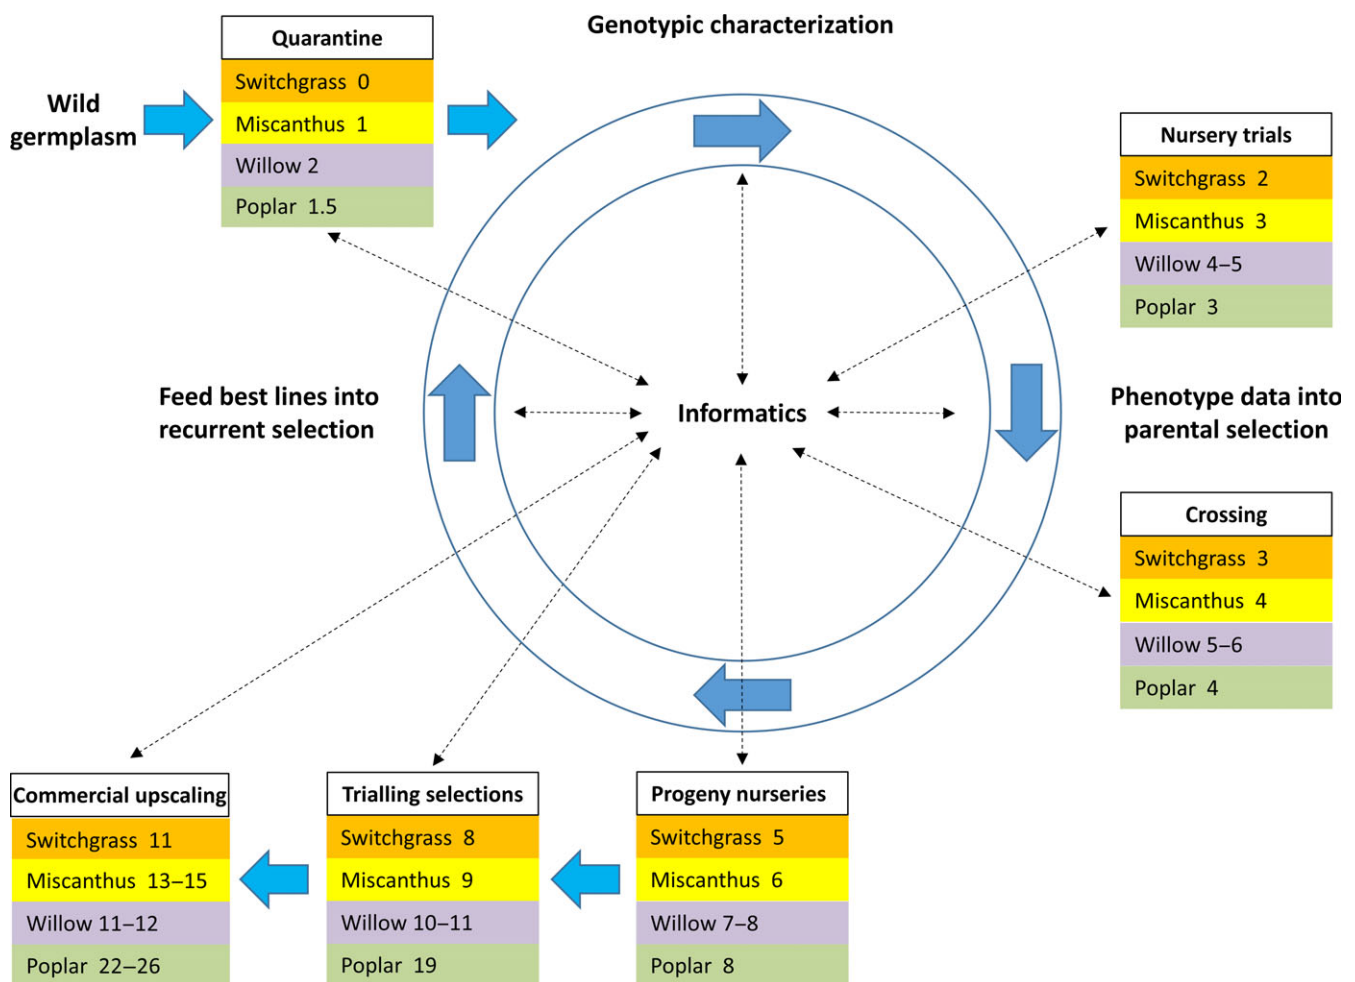 Genotypic characterization
Wild
germplasm
Quarantine
Switchgrass 0
Miscanthus 1
Willow 2
Poplar 1.5
Nursery trials
Switchgrass 2
Miscanthus 3
Willow 4–5
Poplar 3
Feed best lines into
recurrent selection
Informatics
Phenotype data into
parental selection
Crossing
Switchgrass 3
Miscanthus 4
Willow 5–6
Poplar 4
Commercial upscaling
Switchgrass 11
Miscanthus 13–15
Willow 11–12
Poplar 22–26
Trialling selections
Switchgrass 8
Miscanthus 9
Willow 10–11
Poplar 19
Progeny nurseries
Switchgrass 5
Miscanthus 6
Willow 7–8
Poplar 8